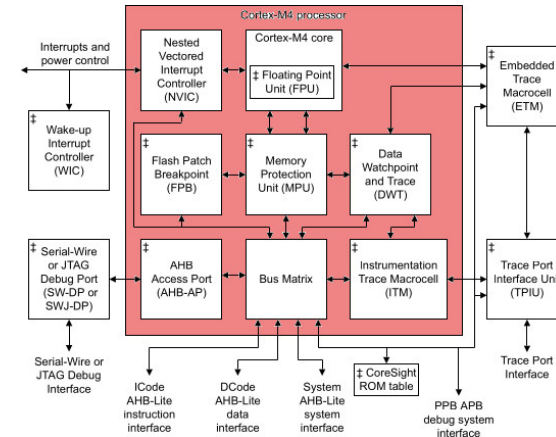 Cortex-M4 processor
Interrupts and
power control
Nested
Vectored
Interrupt
Controller
(NVIC)
Cortex-M4 core
‡ Floating Point
Unit (FPU)
‡
Embedded
Trace
Macrocell
(ETM)
‡
Wake-up
Interrupt
Controller
(WIC)
‡
Flash Patch
Breakpoint
(FPB)
‡
Memory
Protection
Unit (MPU)
‡
Data
Watchpoint
and Trace
(DWT)
‡
Serial-Wire
or JTAG
Debug Port
(SW-DP or
SWJ-DP)
‡
AHB
Access Port
(AHB-AP)
Bus Matrix
‡
Instrumentation
Trace Macrocell
(ITM)
‡
Trace Port
Interface Unit
(TPIU)
Serial-Wire or
JTAG Debug
Interface
ICode
AHB-Lite
instruction
interface
DCode
AHB-Lite
data
interface
System
AHB-Lite
system
interface
‡ CoreSight
ROM table
PPB APB
debug system
interface
Trace Port
Interface